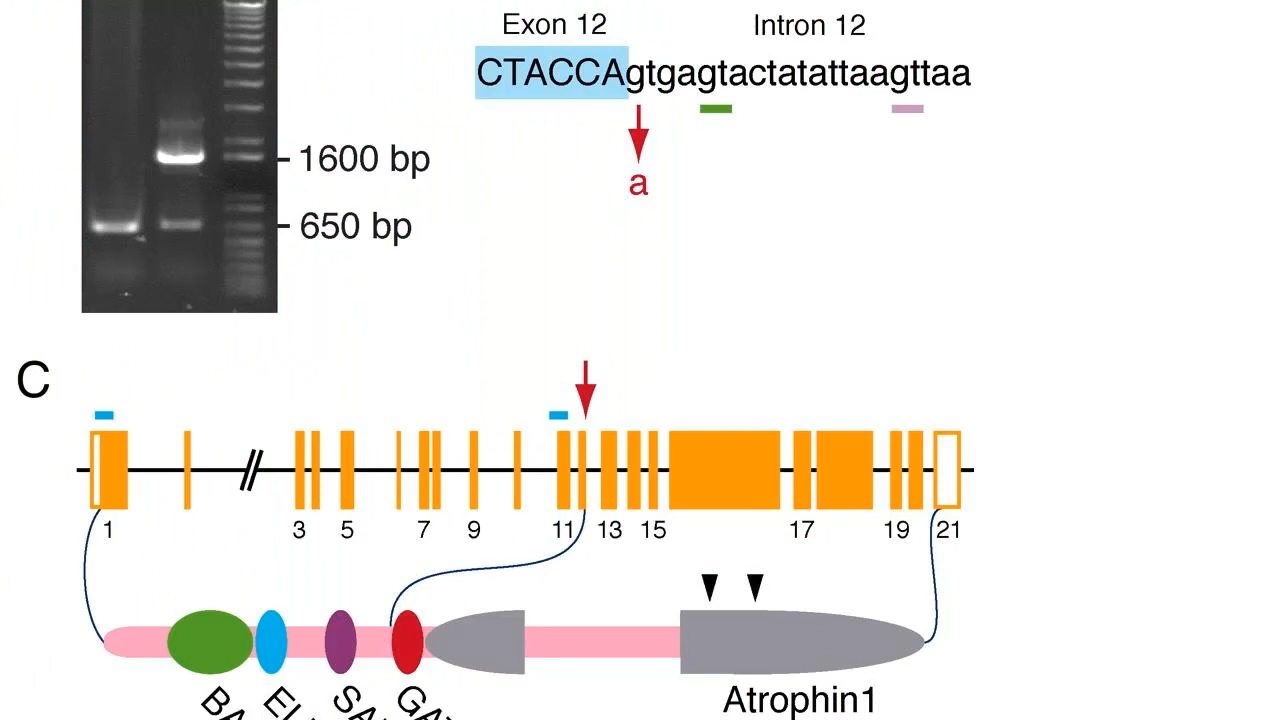 Exon 12 Intron 12
CTACCAgtgagtactatattaagttaa
a
1600 bp
650 bp
C
1 3 5 7 9 11 13 15 17 19 21
Atrophin1